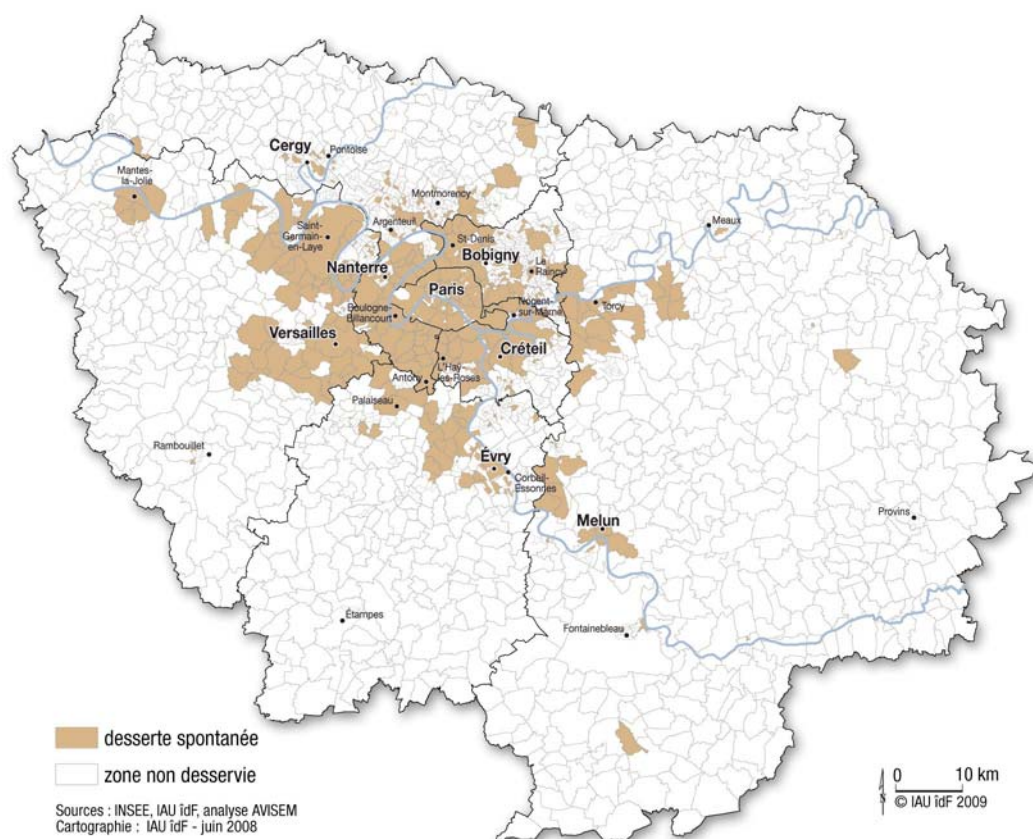 Cergy
Pontoise
Mantes-
la-Jolie
Montmorency
Argenteuil
Meaux
Saint-
Germain-
en-Laye
St-Denis
Bobigny
Le
Raincy
Nanterre
Paris
Torcy
Boulogne-
Billancourt
Nogent-
sur-Marne
Versailles
Créteil
L'Haÿ-
les-Roses
Antony
Palaiseau
Rambouillet
Évry
Corbeil-
Essonnes
Melun
Provins
Étampes
Fontainebleau
desserte spontanée
zone non desservie
Sources : INSEE, IAU îdF, analyse AVISEM
Cartographie : IAU îdF - juin 2008
0 10 km
© IAU îdF 2009